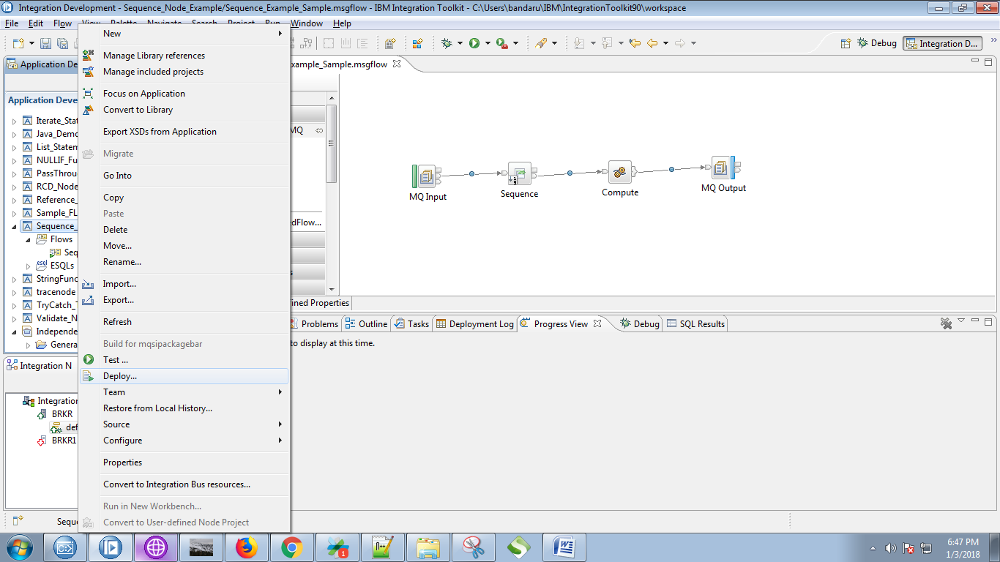 Integration Development - Sequence_Node_Example/Sequence_Example_Sample.msgflow - IBM Integration Toolkit - C:\Users\bandaru\IBM\IntegrationToolkit90\workspace
File Edit Flow View Palette Navigate Search Project Run Window Help
Debug
Integration D...
Application De
xample_Sample.msgflow
Application Deve
Iterate_Stat
Java_Demo
List_Statem
NULLIF_Fu
PassThrou
RCD_Node
Reference_
Sample_FL
Sequence_
Flows
Seq
ESQLs
StringFunc
tracenode
TryCatch_T
Validate_N
Independe
Genera
New
Manage Library references
Manage included projects
Focus on Application
Convert to Library
Export XSDs from Application
Migrate
Go Into
Copy
Paste
Delete
Move...
Rename...
Import...
Export...
Refresh
Build for mqsipackagebar
Test ...
Deploy...
Team
Restore from Local History...
Source
Configure
Properties
Convert to Integration Bus resources...
Run in New Workbench...
Convert to User-defined Node Project
MQ
edFlow...
s
MQ Input
Sequence
Compute
MQ Output
ined Properties
Problems
Outline
Tasks
Deployment Log
Progress View
Debug
SQL Results
to display at this time.
Integration N
Integration
BRKR
def
BRKR1
Seque
C:>
n++
1
6:47 PM
1/3/2018